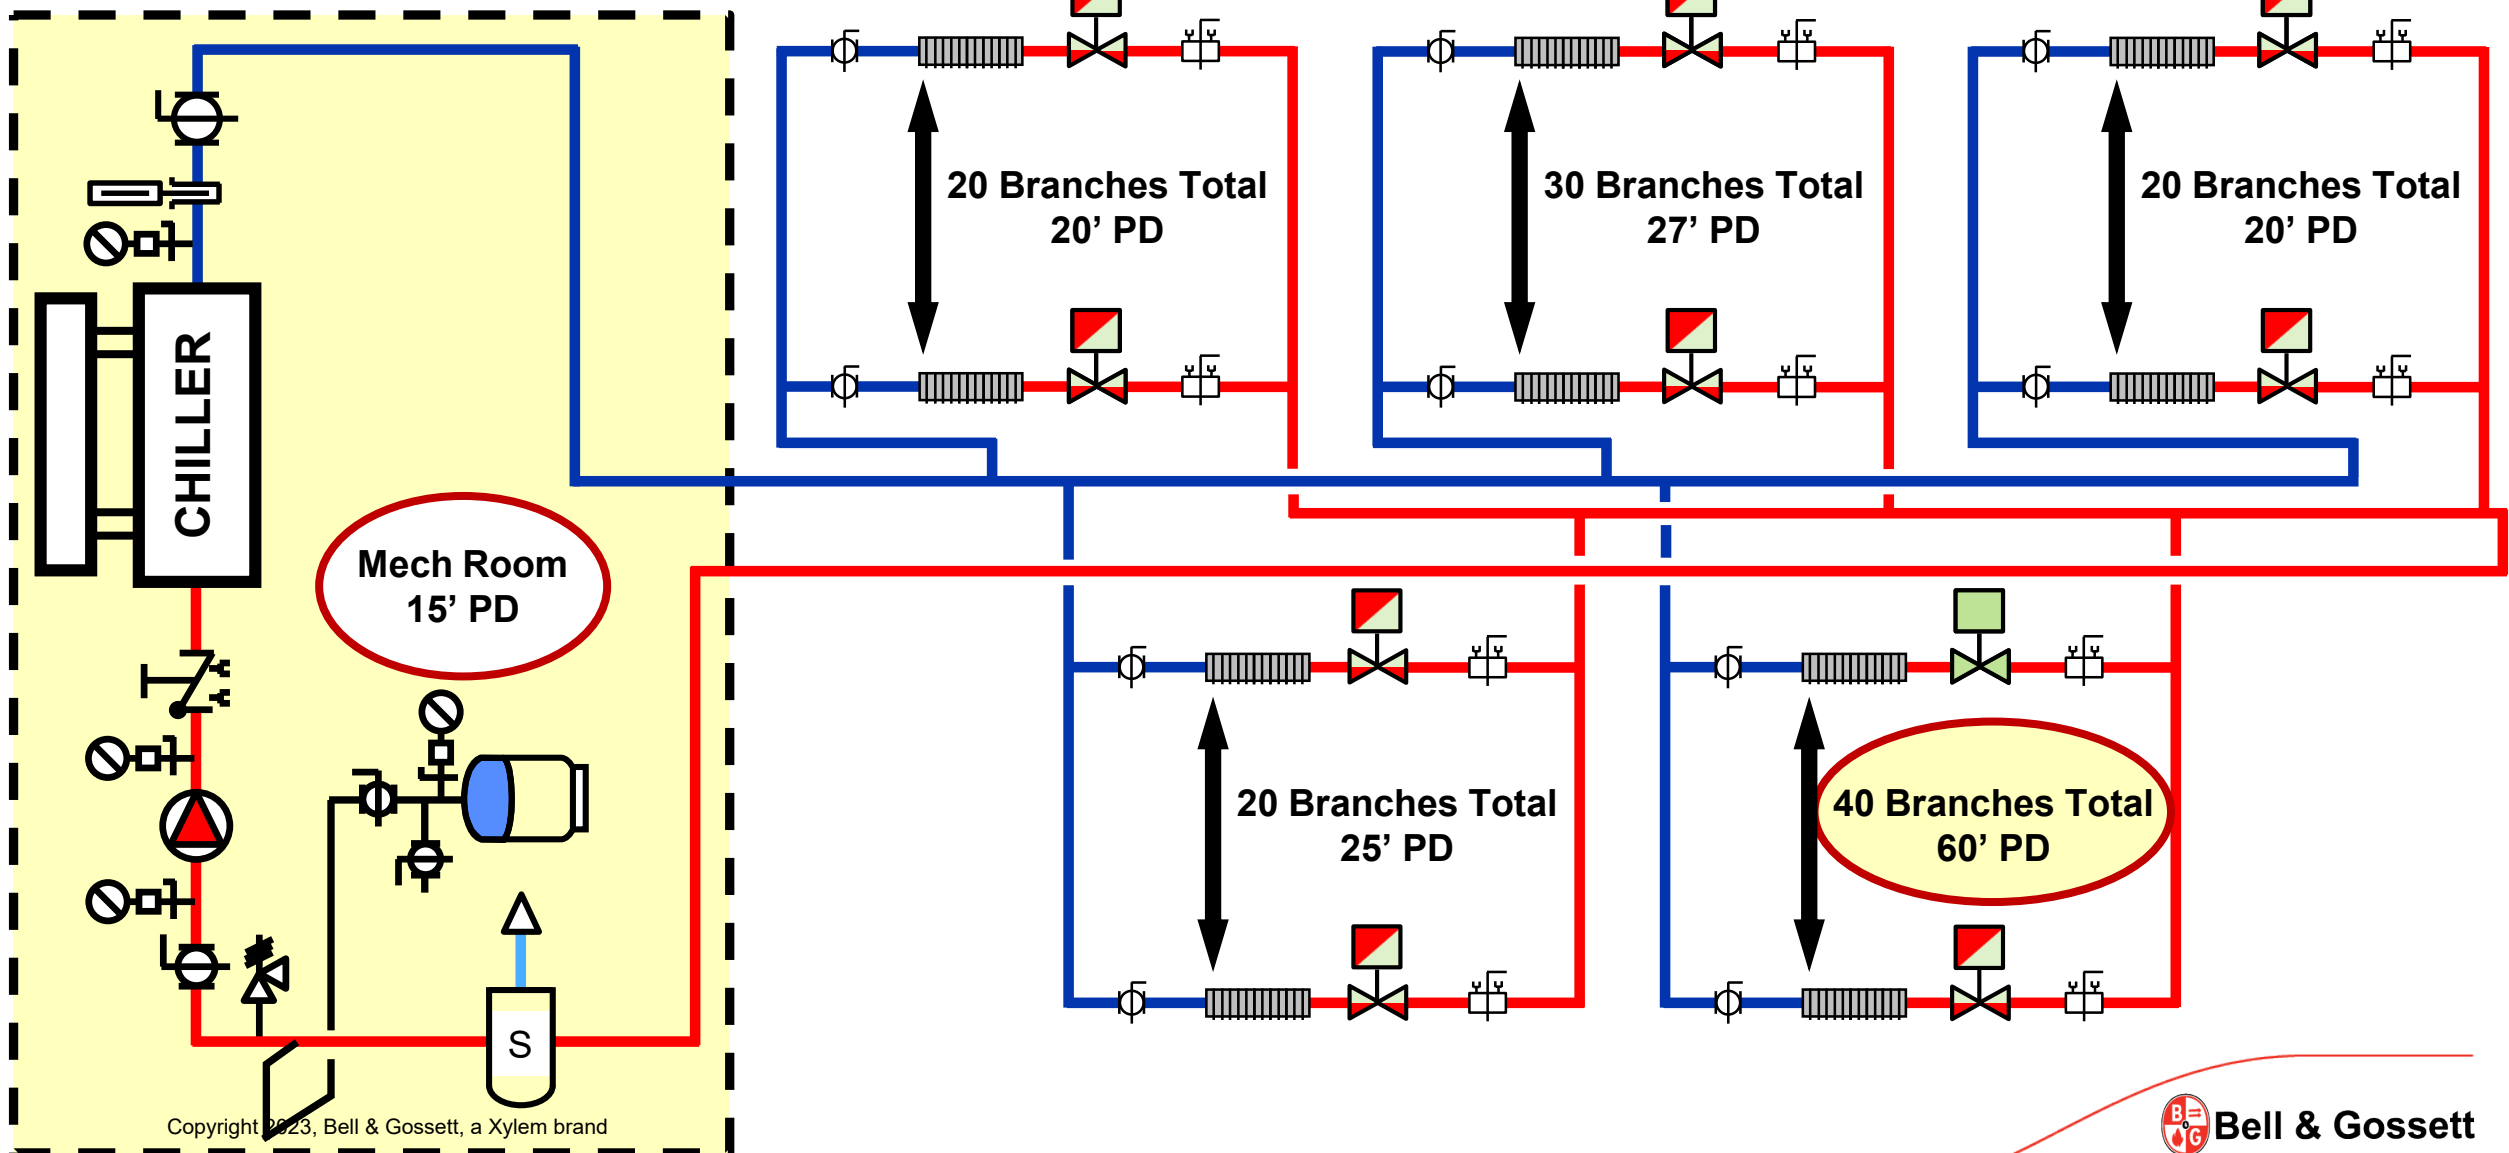 20 Branches Total
20’ PD
30 Branches Total
27’ PD
20 Branches Total
20’ PD
CHILLER
Mech Room
15’ PD
20 Branches Total
25’ PD
40 Branches Total
60’ PD
S
Copyright 2023, Bell & Gossett, a Xylem brand
B
G
Bell & Gossett